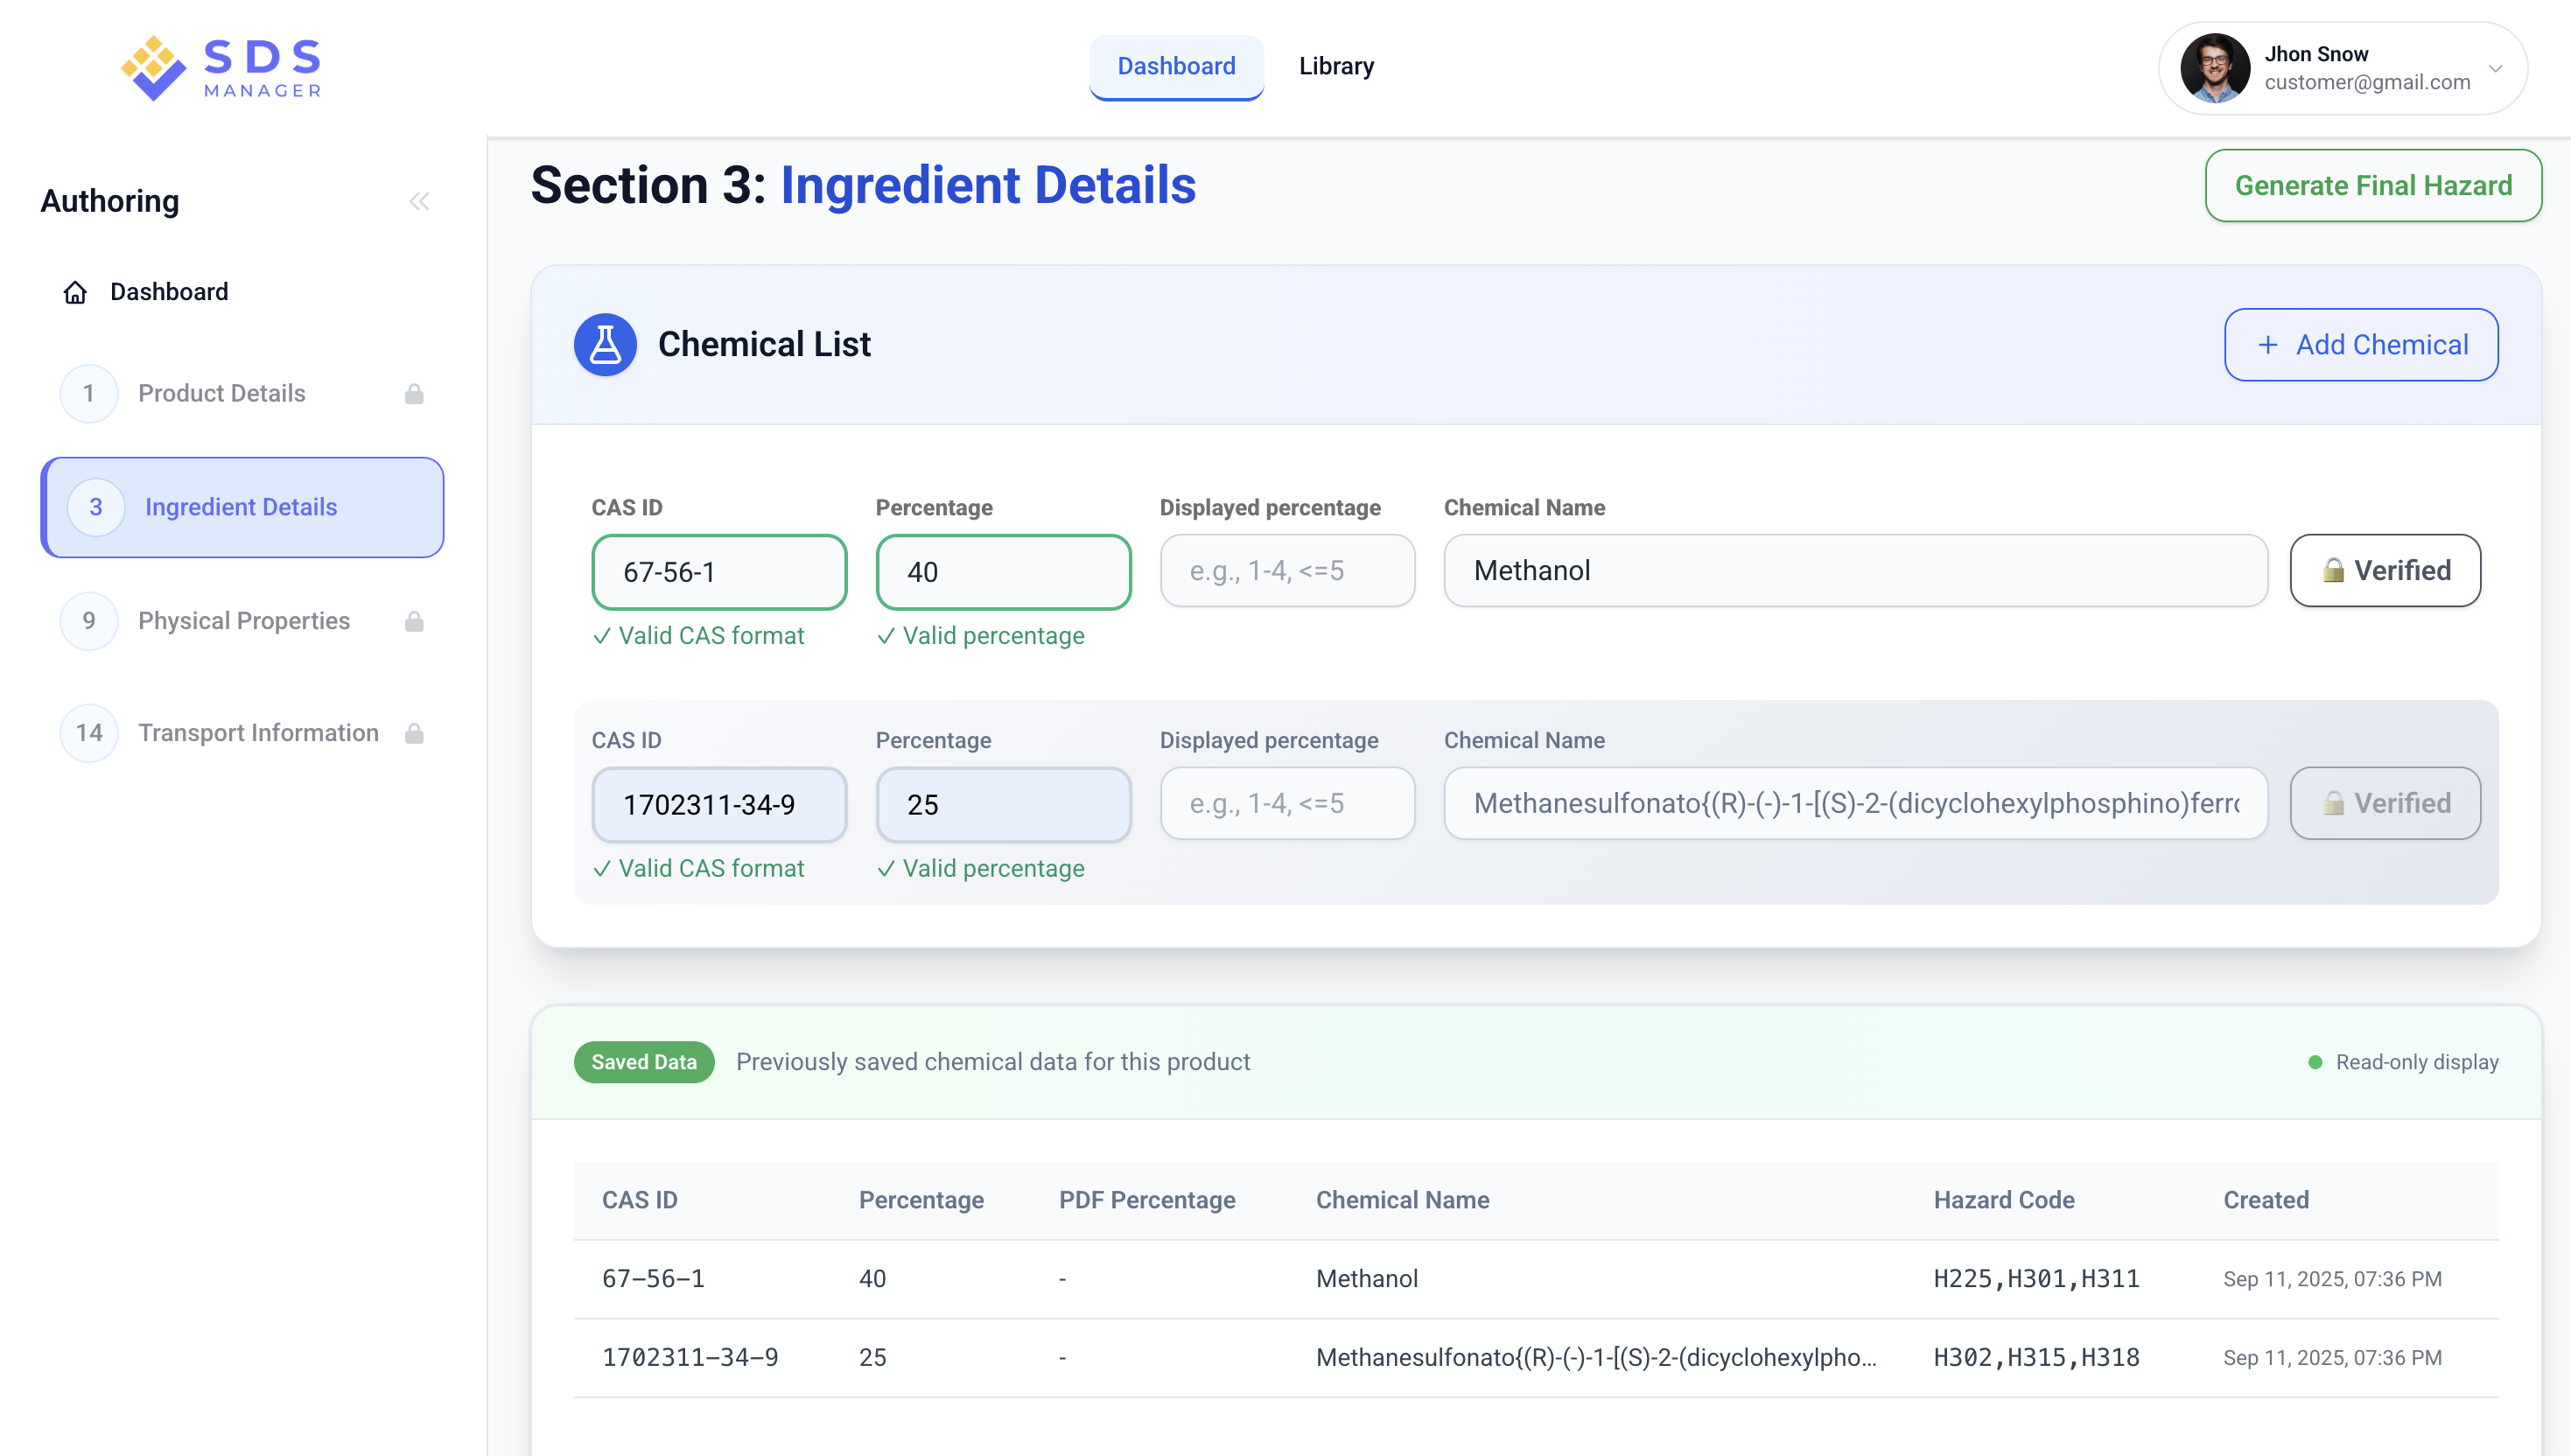 SDS
MANAGER
Dashboard
Library
Jhon Snow
customer@gmail.com
Authoring
Dashboard
1
Product Details
3
Ingredient Details
9
Physical Properties
14
Transport Information
Section 3: Ingredient Details
Generate Final Hazard
Chemical List
+ Add Chemical
CAS ID
Percentage
Displayed percentage
Chemical Name
67-56-1
40
e.g., 1-4, <=5
Methanol
🔒 Verified
✓ Valid CAS format
✓ Valid percentage
CAS ID
Percentage
Displayed percentage
Chemical Name
1702311-34-9
25
e.g., 1-4, <=5
Methanesulfonato{(R)-(-)-1-[(S)-2-(dicyclohexylphosphino)ferro
🔒 Verified
✓ Valid CAS format
✓ Valid percentage
Saved Data
Previously saved chemical data for this product
Read-only display
CAS ID Percentage PDF Percentage Chemical Name Hazard Code Created
67-56-1 40 - Methanol H225,H301,H311 Sep 11, 2025, 07:36 PM
1702311-34-9 25 - Methanesulfonato{(R)-(-)-1-[(S)-2-(dicyclohexylpho... H302,H315,H318 Sep 11, 2025, 07:36 PM